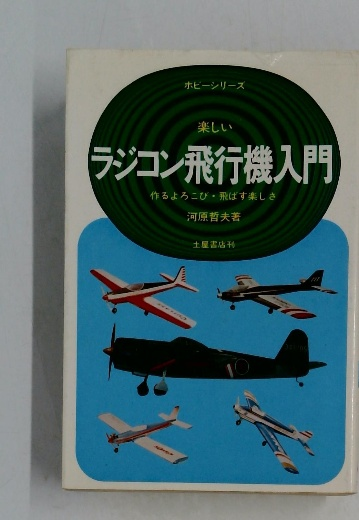 ホビーシリーズ
楽しい
ラジコン飛行機入門
作るよろこび・飛ばす楽しさ
河原哲夫著
土屋書店刊